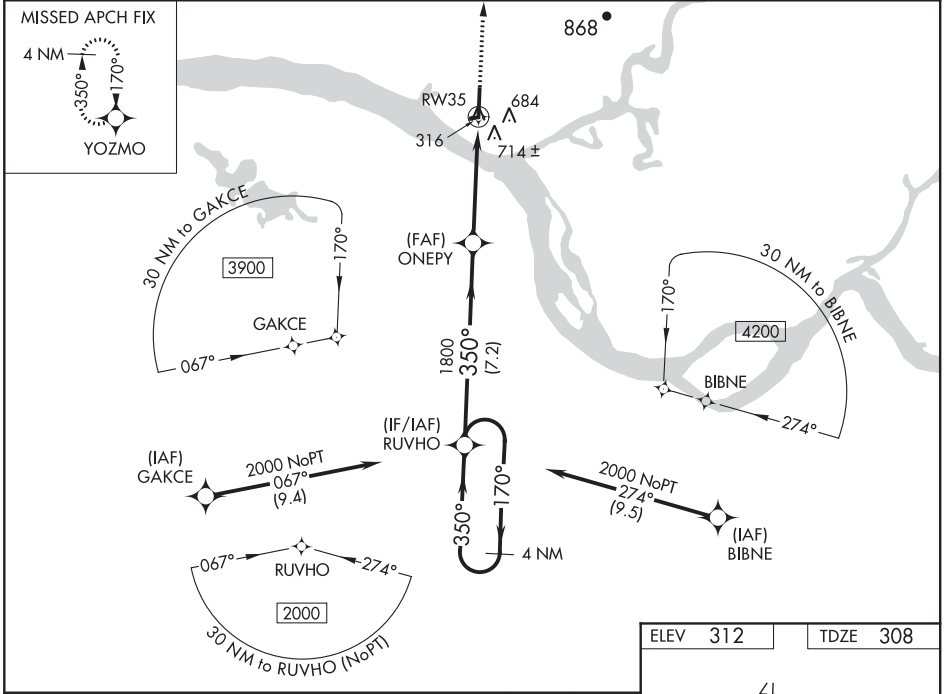 MISSED APCH FIX
4 NM
350°
170°
YOZMO
868
RW35
684
316
714 ±
30 NM to GAKCE
3900
170°
GAKCE
067°
(FAF)
ONEPY
1800
350°
(7.2)
30 NM to BIBNE
170°
4200
BIBNE
274°
(IF/IAF)
RUVHO
(IAF)
GAKCE
2000 NoPT
067°
(9.4)
350°
170°
4 NM
2000 NoPT
274°
(9.5)
(IAF)
BIBNE
067°
RUVHO
274°
2000
30 NM to RUVHO (NoPT)
ELEV 312
TDZE 308
17